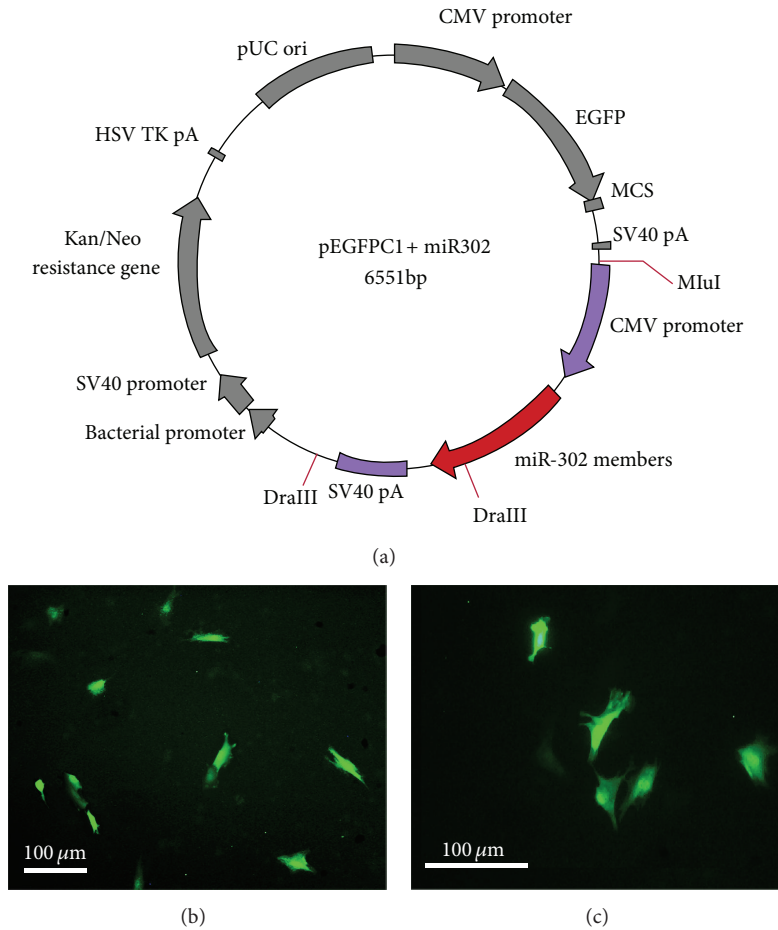 CMV promoter
pUC ori
EGFP
HSV TK pA
MCS
Kan/Neo
resistance gene
pEGFPC1 + miR302
6551bp
SV40 pA
MIuI
CMV promoter
SV40 promoter
Bacterial promoter
miR-302 members
SV40 pA
DraIII
DraIII
(a)
100 μm
100 μm
(b)
(c)